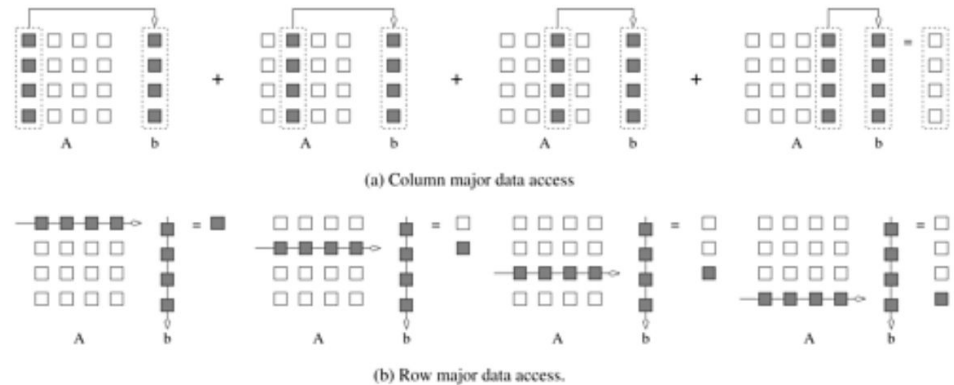 + + + =
A b A b A b A b
(a) Column major data access
= = = =
A b A b A b A b
(b) Row major data access.